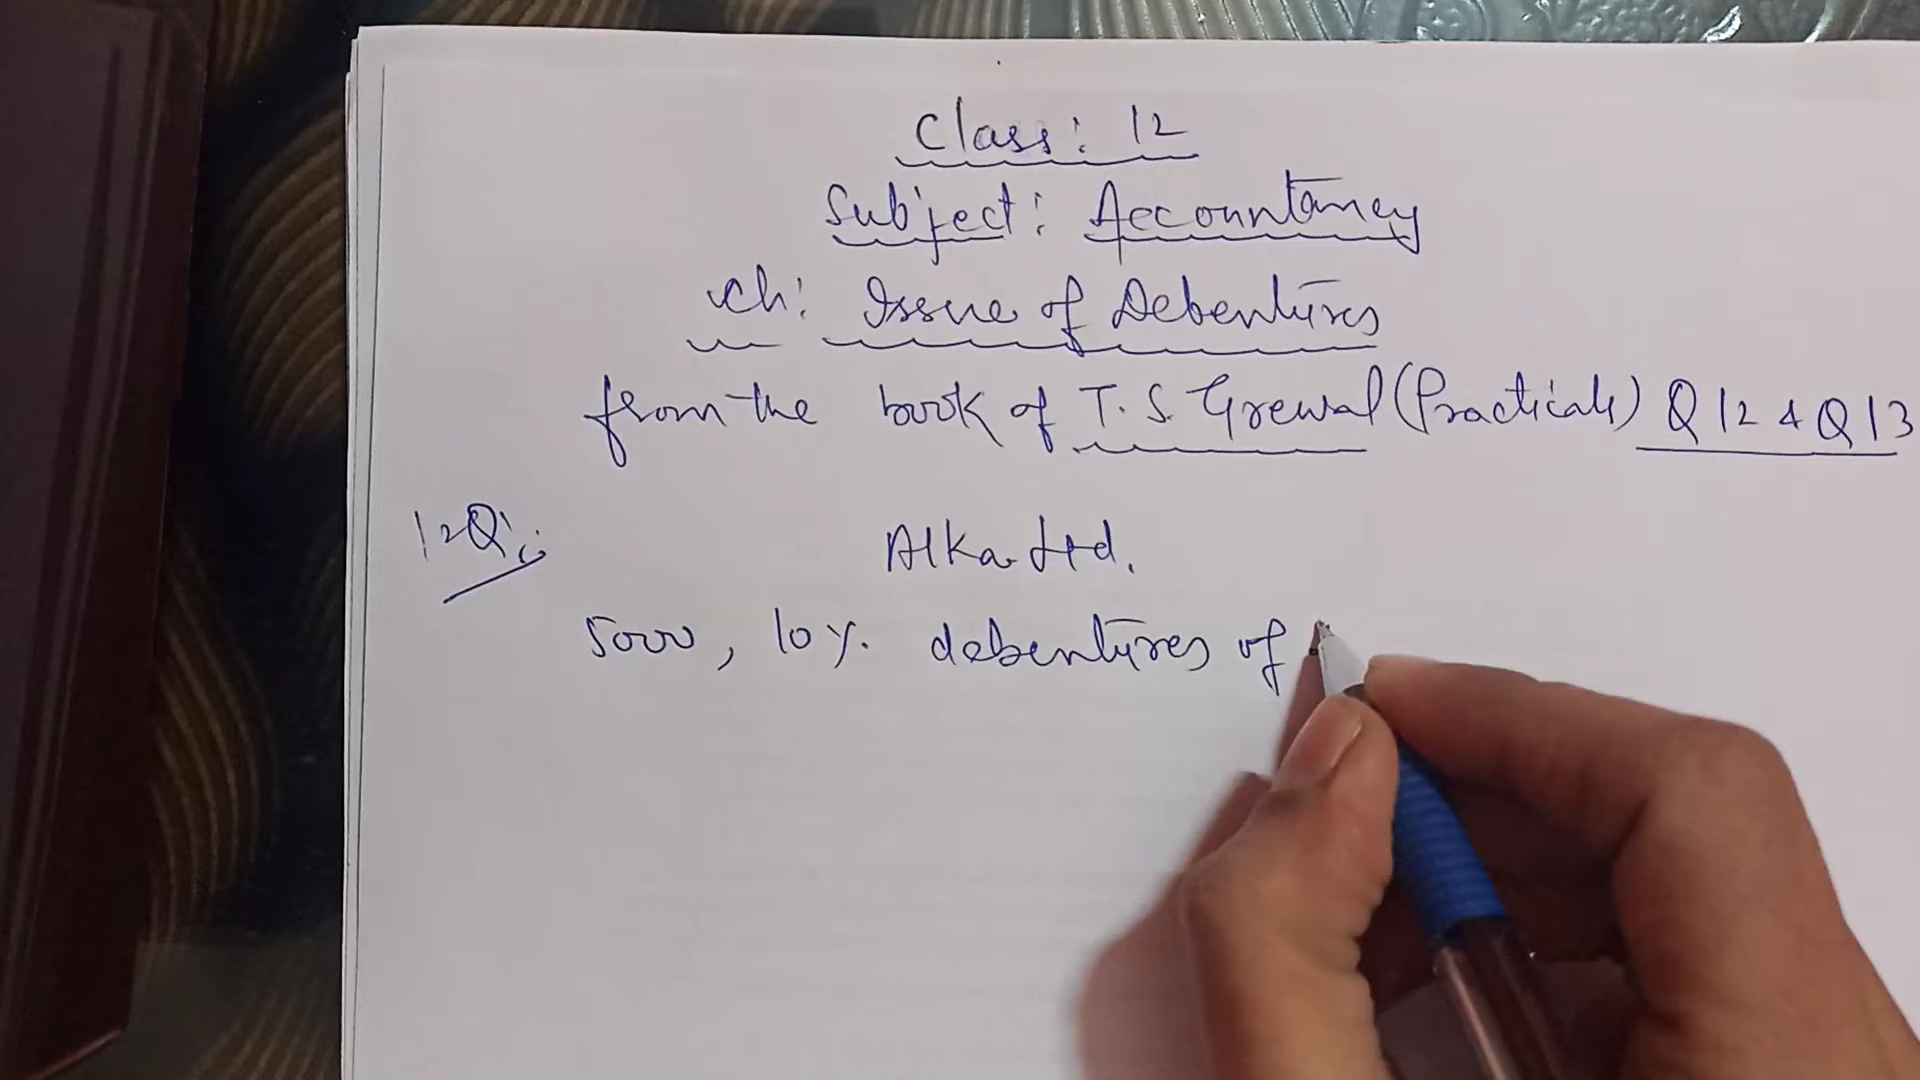 Class: 12
Subject: Accountancy
Ch: Issue of Debentures
from the book of T.S. Grewal (Practicals) Q12 & Q13
12Q:
Alka Ltd.
5000, 10%. debentures of